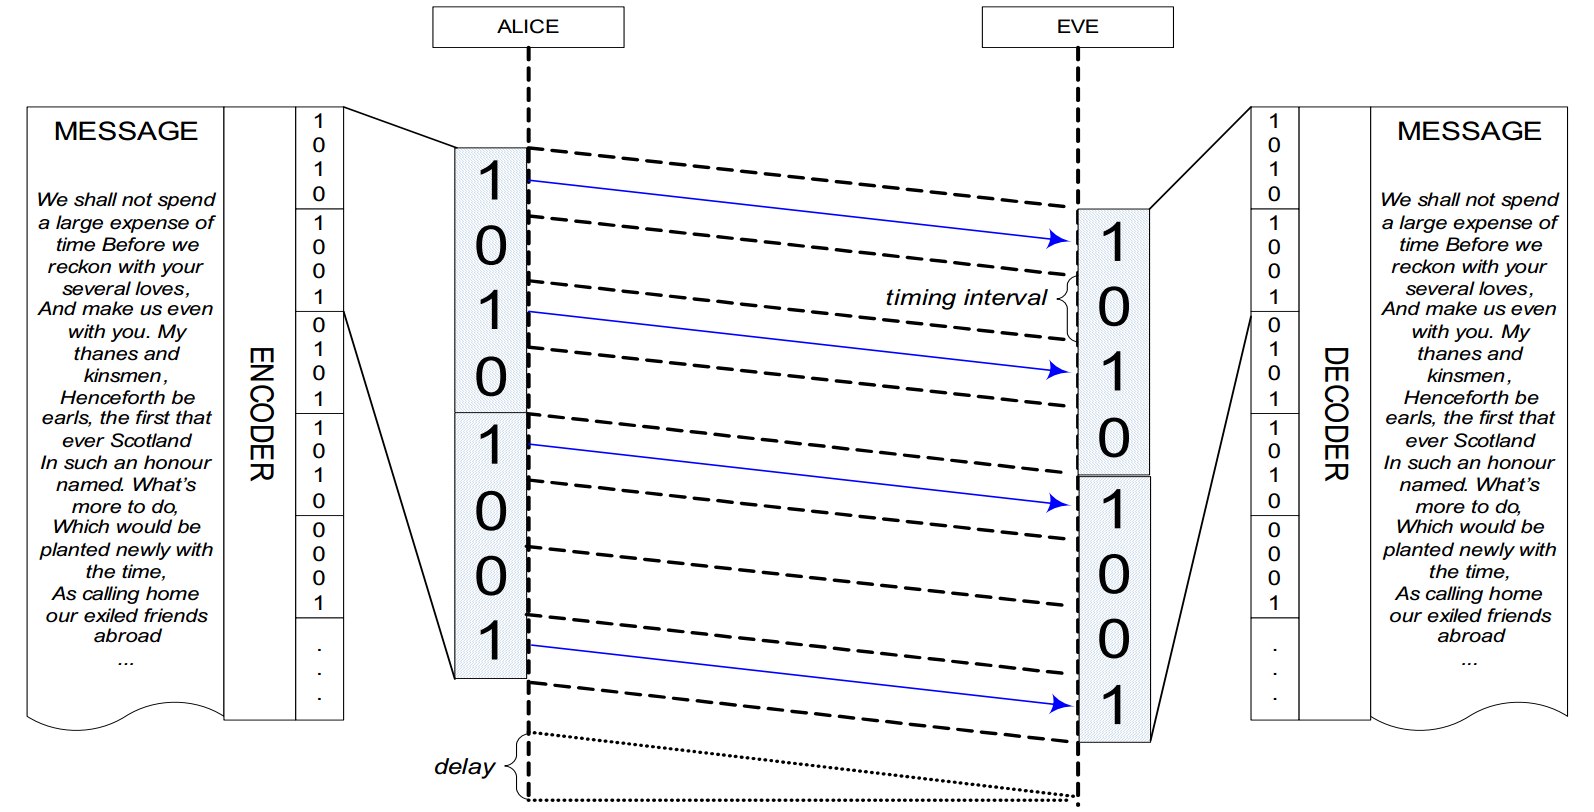 ALICE
EVE
MESSAGE
We shall not spend
a large expense of
time Before we
reckon with your
several loves,
And make us even
with you. My
thanes and
kinsmen,
Henceforth be
earls, the first that
ever Scotland
In such an honour
named. What's
more to do,
Which would be
planted newly with
the time,
As calling home
our exiled friends
abroad
...
ENCODER
1
0
1
0
1
0
0
1
0
1
0
1
1
0
1
0
0
0
0
1
.
.
.
1
0
1
0
1
0
0
1
timing interval
delay
1
0
1
0
1
0
0
1
1
0
1
0
1
0
0
1
0
1
0
1
1
0
1
0
0
0
0
1
.
.
.
DECODER
MESSAGE
We shall not spend
a large expense of
time Before we
reckon with your
several loves,
And make us even
with you. My
thanes and
kinsmen,
Henceforth be
earls, the first that
ever Scotland
In such an honour
named. What's
more to do,
Which would be
planted newly with
the time,
As calling home
our exiled friends
abroad
...